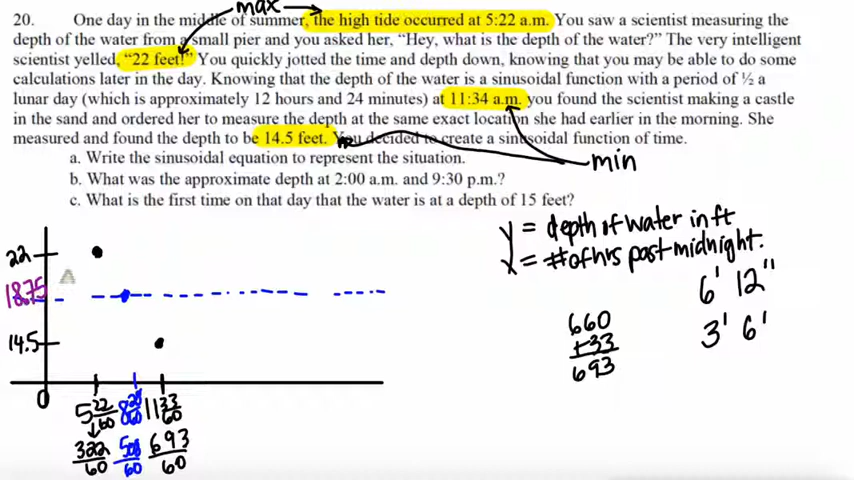 max
20. One day in the middle of summer, the high tide occurred at 5:22 a.m. You saw a scientist measuring the
depth of the water from a small pier and you asked her, "Hey, what is the depth of the water?" The very intelligent
scientist yelled, "22 feet!" You quickly jotted the time and depth down, knowing that you may be able to do some
calculations later in the day. Knowing that the depth of the water is a sinusoidal function with a period of ½ a
lunar day (which is approximately 12 hours and 24 minutes) at 11:34 a.m. you found the scientist making a castle
in the sand and ordered her to measure the depth at the same exact location she had earlier in the morning. She
measured and found the depth to be 14.5 feet. You decided to create a sinusoidal function of time.
min
a. Write the sinusoidal equation to represent the situation.
b. What was the approximate depth at 2:00 a.m. and 9:30 p.m.?
c. What is the first time on that day that the water is at a depth of 15 feet?
y = depth of water in ft
x = # of hrs post midnight.
22
18.75
14.5
0
6' 12"
3' 6'
660
+33
693
5 22/60 11 33/60
322/60 693/60